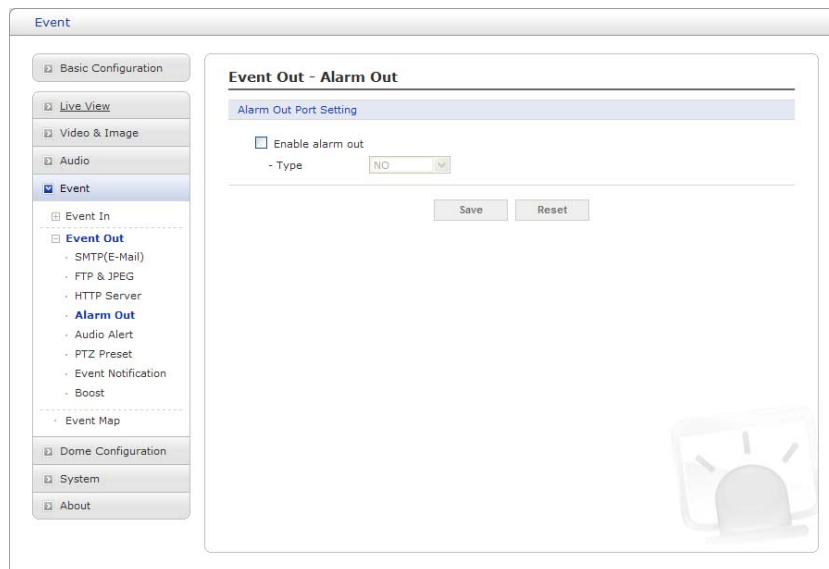 Event
Basic Configuration
Live View
Video & Image
Audio
Event
Event In
Event Out
SMTP(E-Mail)
FTP & JPEG
HTTP Server
Alarm Out
Audio Alert
PTZ Preset
Event Notification
Boost
Event Map
Dome Configuration
System
About
Event Out - Alarm Out
Alarm Out Port Setting
Enable alarm out
- Type NO
Save Reset